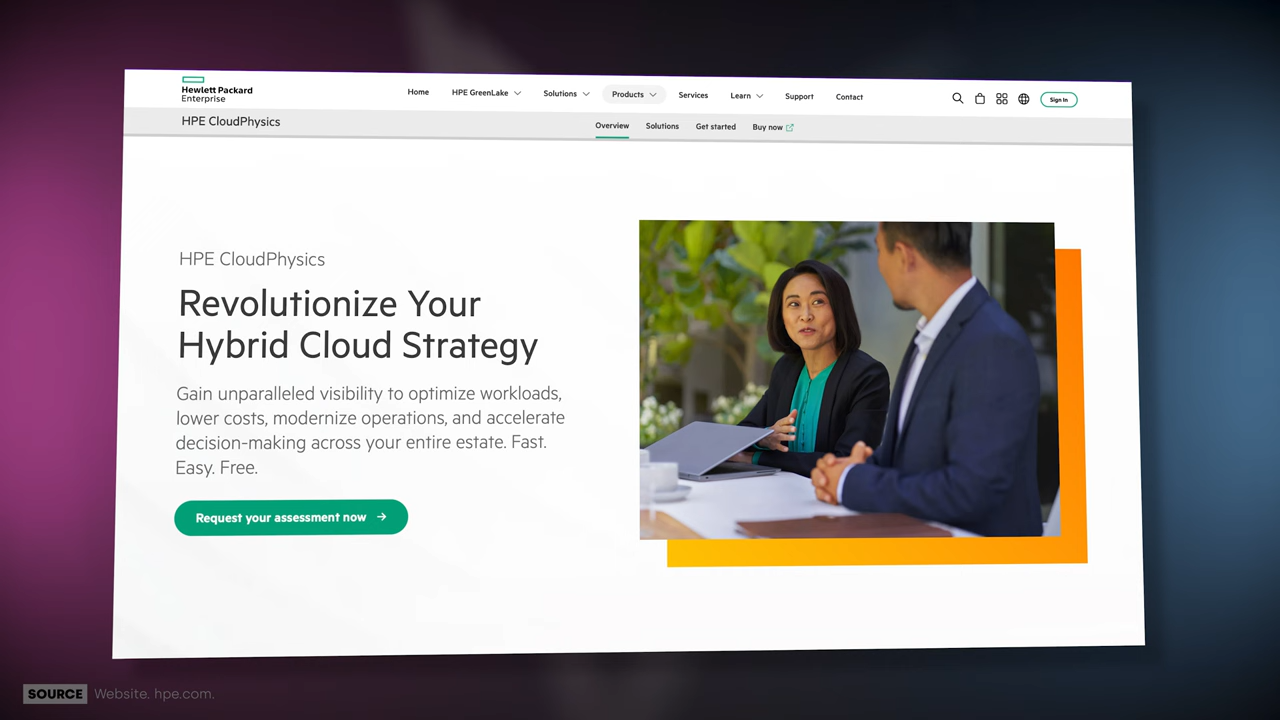 Hewlett Packard
Enterprise
Home
HPE GreenLake
Solutions
Products
Services
Learn
Support
Contact
Sign In
HPE CloudPhysics
Overview
Solutions
Get started
Buy now
HPE CloudPhysics
Revolutionize Your
Hybrid Cloud Strategy
Gain unparalleled visibility to optimize workloads,
lower costs, modernize operations, and accelerate
decision-making across your entire estate. Fast.
Easy. Free.
Request your assessment now
SOURCE Website. hpe.com.